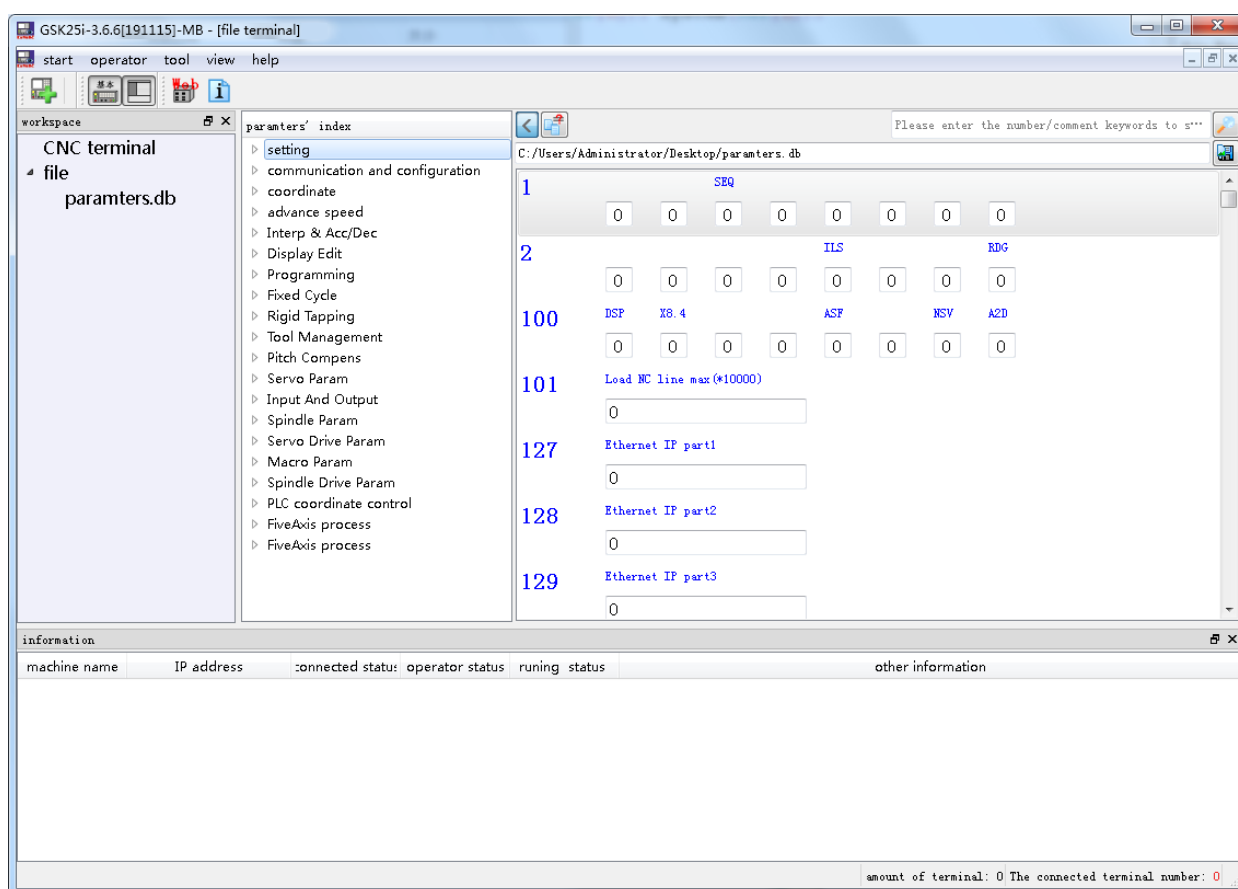 GSK25i-3.6.6[191115]-MB - [file terminal]
start operator tool view help
基本
Web
workspace
CNC terminal
file
paramters.db
paramters' index
setting
communication and configuration
coordinate
advance speed
Interp & Acc/Dec
Display Edit
Programming
Fixed Cycle
Rigid Tapping
Tool Management
Pitch Compens
Servo Param
Input And Output
Spindle Param
Servo Drive Param
Macro Param
Spindle Drive Param
PLC coordinate control
FiveAxis process
FiveAxis process
Please enter the number/comment keywords to s...
C:/Users/Administrator/Desktop/paramters.db
1 SEQ
0 0 0 0 0 0 0 0
2 ILS RDG
0 0 0 0 0 0 0 0
100 DSP X8.4 ASF NSV A2D
0 0 0 0 0 0 0 0
101 Load NC line max(*10000)
0
127 Ethernet IP part1
0
128 Ethernet IP part2
0
129 Ethernet IP part3
0
information
machine name IP address connected status operator status runing status other information
amount of terminal: 0 The connected terminal number: 0